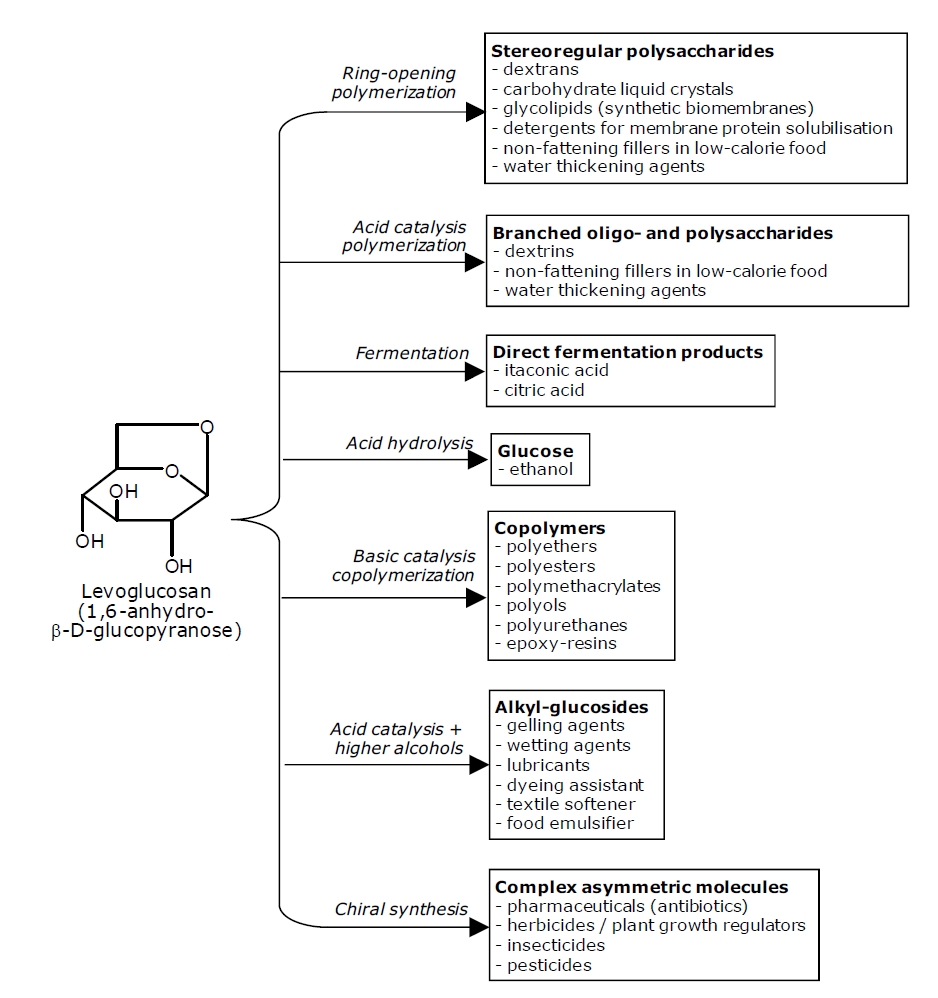 Ring-opening
polymerization
Stereoregular polysaccharides
- dextrans
- carbohydrate liquid crystals
- glycolipids (synthetic biomembranes)
- detergents for membrane protein solubilisation
- non-fattening fillers in low-calorie food
- water thickening agents
Acid catalysis
polymerization
Branched oligo- and polysaccharides
- dextrins
- non-fattening fillers in low-calorie food
- water thickening agents
Fermentation
Direct fermentation products
- itaconic acid
- citric acid
Acid hydrolysis
Glucose
- ethanol
O
O
OH
OH
OH
Levoglucosan
(1,6-anhydro-
β-D-glucopyranose)
Basic catalysis
copolymerization
Copolymers
- polyethers
- polyesters
- polymethacrylates
- polyols
- polyurethanes
- epoxy-resins
Acid catalysis +
higher alcohols
Alkyl-glucosides
- gelling agents
- wetting agents
- lubricants
- dyeing assistant
- textile softener
- food emulsifier
Chiral synthesis
Complex asymmetric molecules
- pharmaceuticals (antibiotics)
- herbicides / plant growth regulators
- insecticides
- pesticides